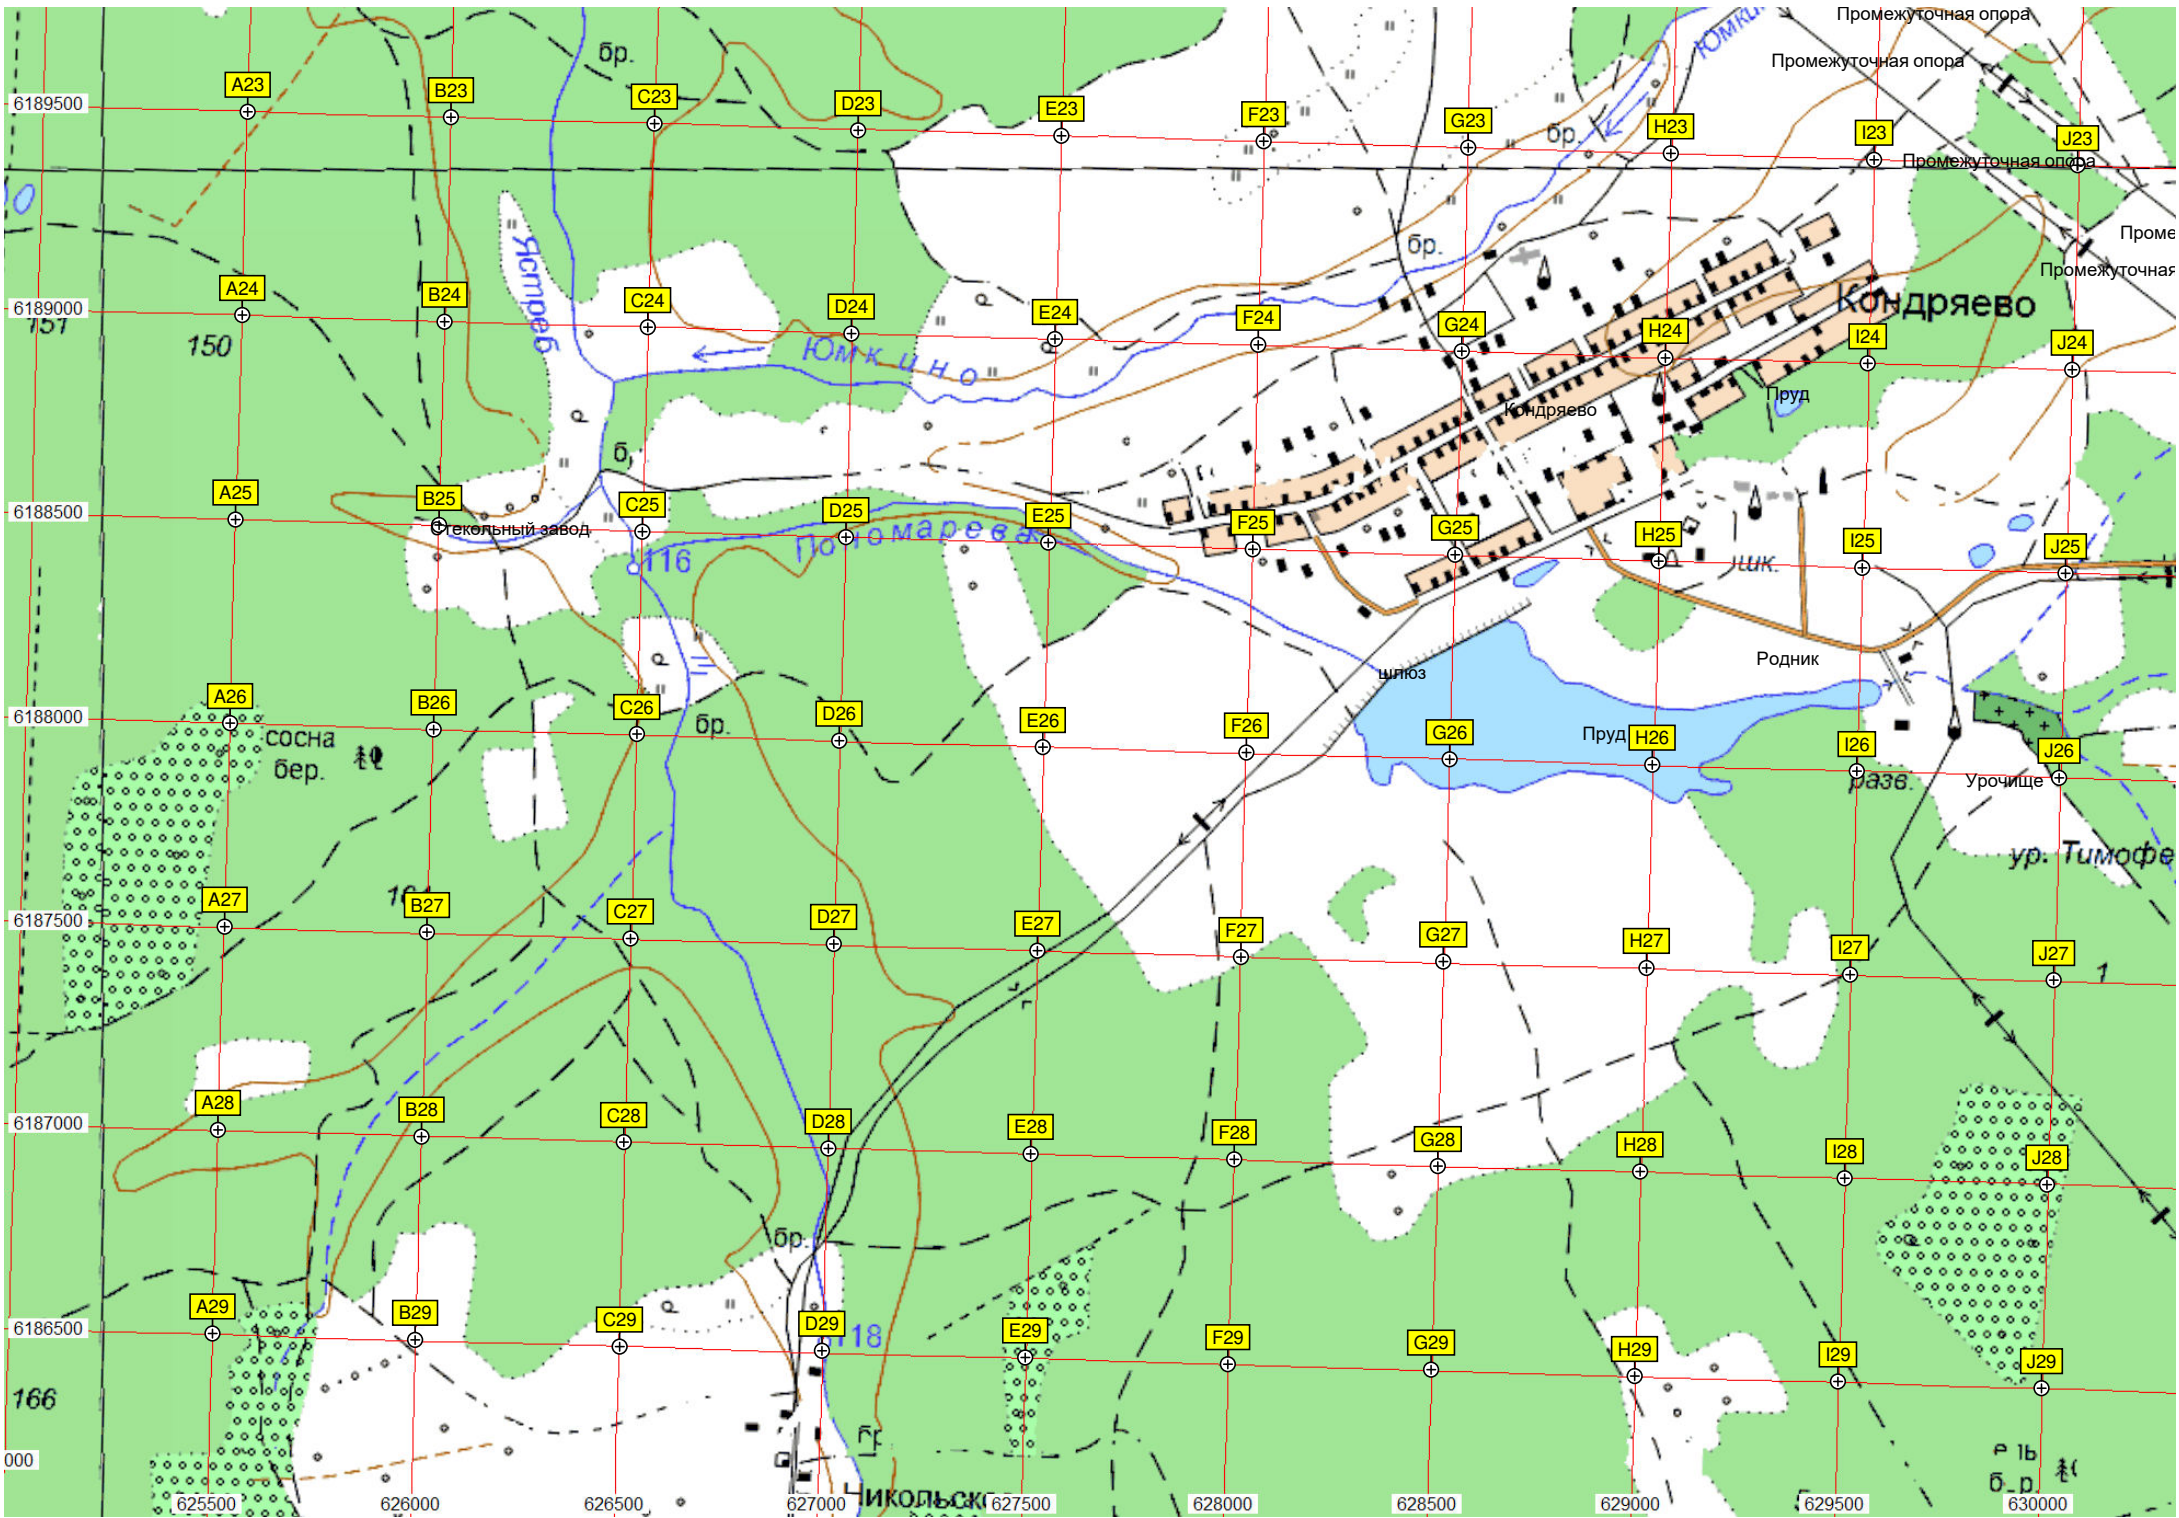 Промежуточная опора
Юмки
бр.
Промежуточная опора
A23
B23
C23
D23
E23
F23
G23
H23
I23
J23
6189500
бр.
Промежуточная опора
Ястреб
бр.
Проме
Промежуточная
A24
B24
C24
D24
E24
F24
G24
H24
I24
J24
Кондряево
6189000
151
150
Юмкино
Пруд
Кондряево
A25
B25
C25
D25
E25
F25
G25
H25
I25
J25
6188500
Стекольный завод
Пономарева
116
шк.
Родник
шлюз
A26
B26
C26
D26
E26
F26
G26
H26
I26
J26
6188000
сосна
бер.
бр.
Пруд
разв.
Урочище
ур. Тимофе
A27
B27
C27
D27
E27
F27
G27
H27
I27
J27
6187500
1
A28
B28
C28
D28
E28
F28
G28
H28
I28
J28
6187000
бр.
A29
B29
C29
D29
E29
F29
G29
H29
I29
J29
6186500
118
166
000
Никольск
625500
626000
626500
627000
627500
628000
628500
629000
629500
630000